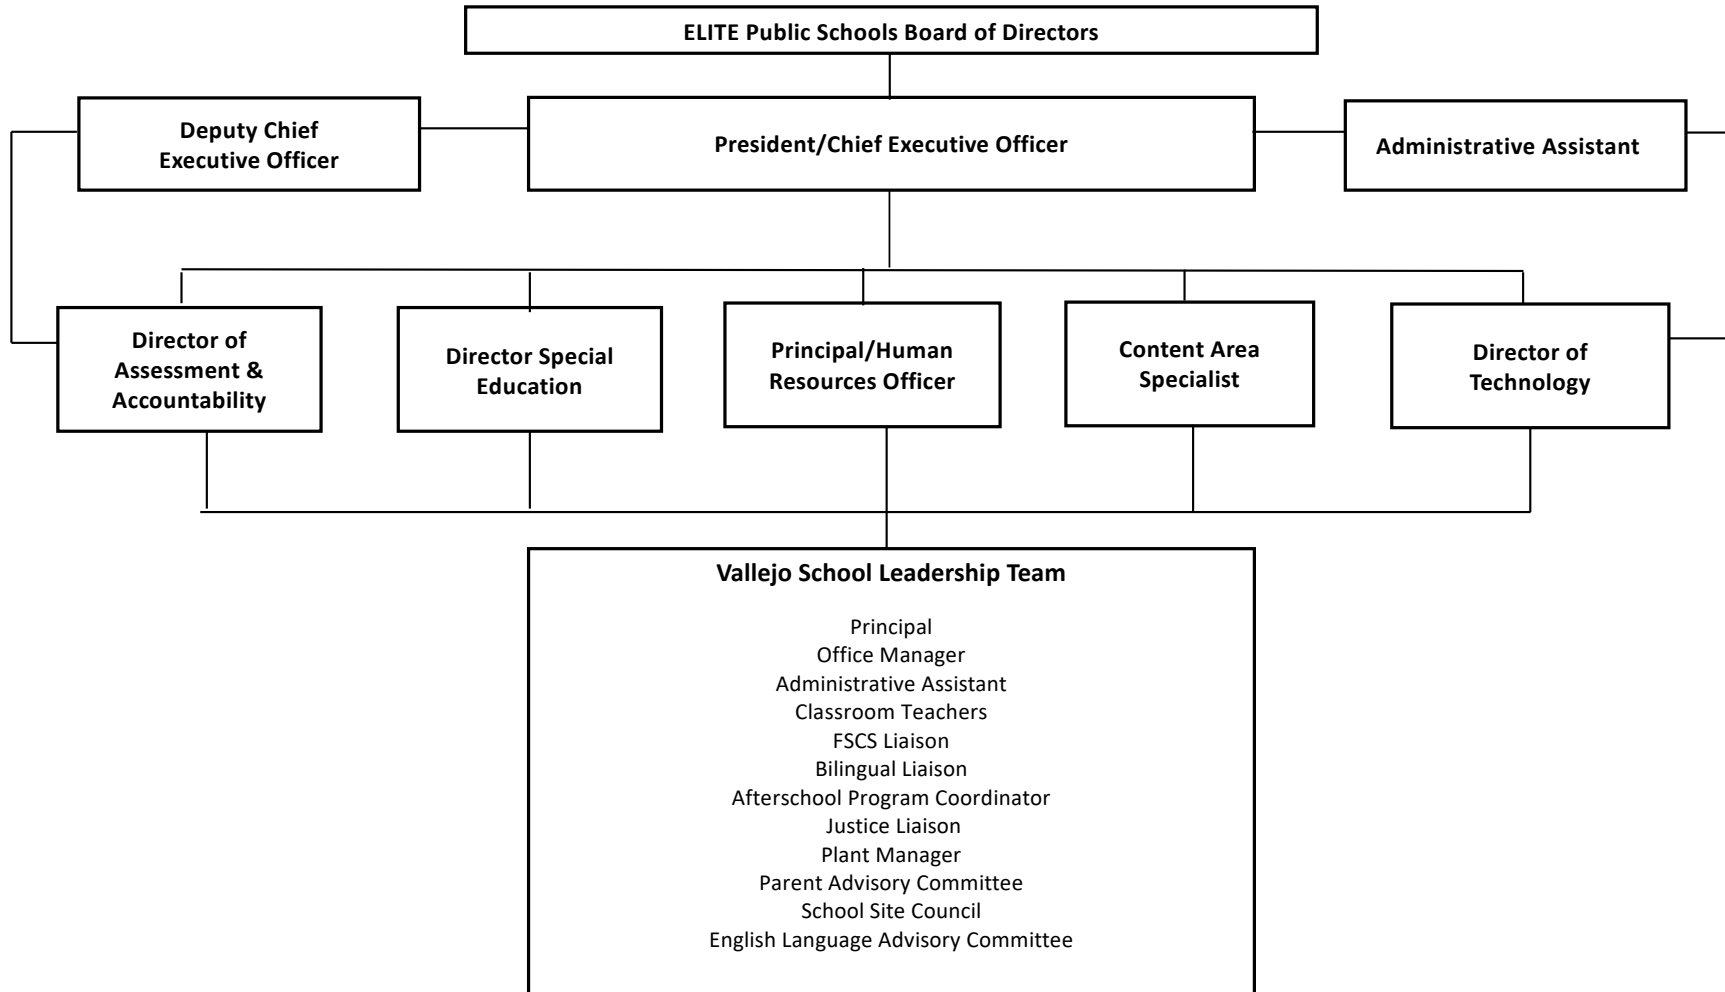 ELITE Public Schools Board of Directors
Deputy Chief
Executive Officer
President/Chief Executive Officer
Administrative Assistant
Director of
Assessment &
Accountability
Director Special
Education
Principal/Human
Resources Officer
Content Area
Specialist
Director of
Technology
Vallejo School Leadership Team
Principal
Office Manager
Administrative Assistant
Classroom Teachers
FSCS Liaison
Bilingual Liaison
Afterschool Program Coordinator
Justice Liaison
Plant Manager
Parent Advisory Committee
School Site Council
English Language Advisory Committee